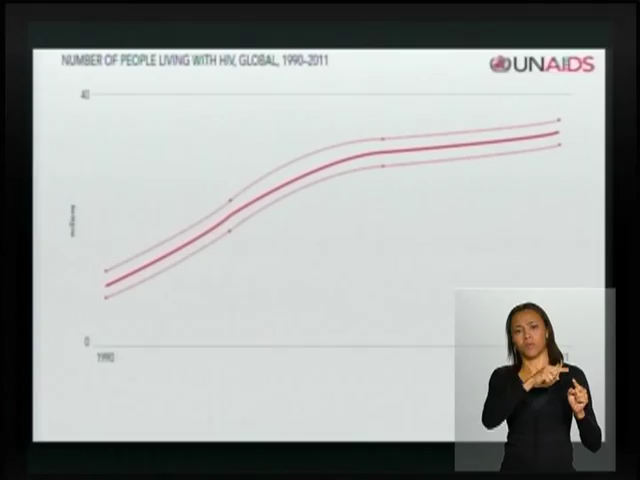 NUMBER OF PEOPLE LIVING WITH HIV, GLOBAL, 1990–2011
UNAIDS
40
0
1990